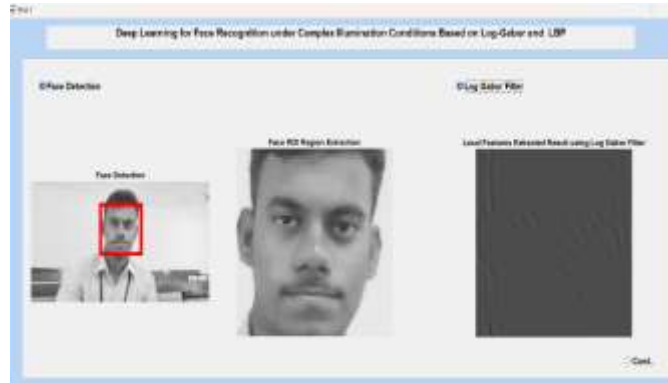 Deep Learning for Face Recognition under Complex Illumination Conditions Based on Log-Gabor and LBP
Face Detection
Log Gabor Filter
Face ROI Region Extraction
Local Features Extracted Result using Log Gabor Filter
Face Detection
Cont.